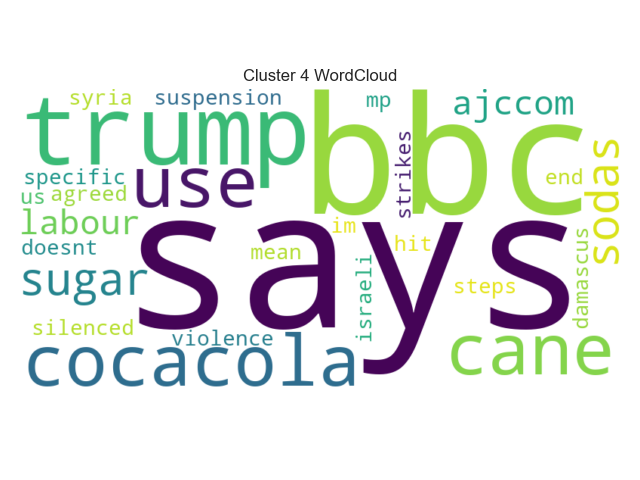 Cluster 4 WordCloud
syria suspension mp ajccom
trump bbc
specific use strikes end sodas
us agreed
labour says im
doesnt mean hit damascus
sugar israeli steps
silenced violence
cocacola cane